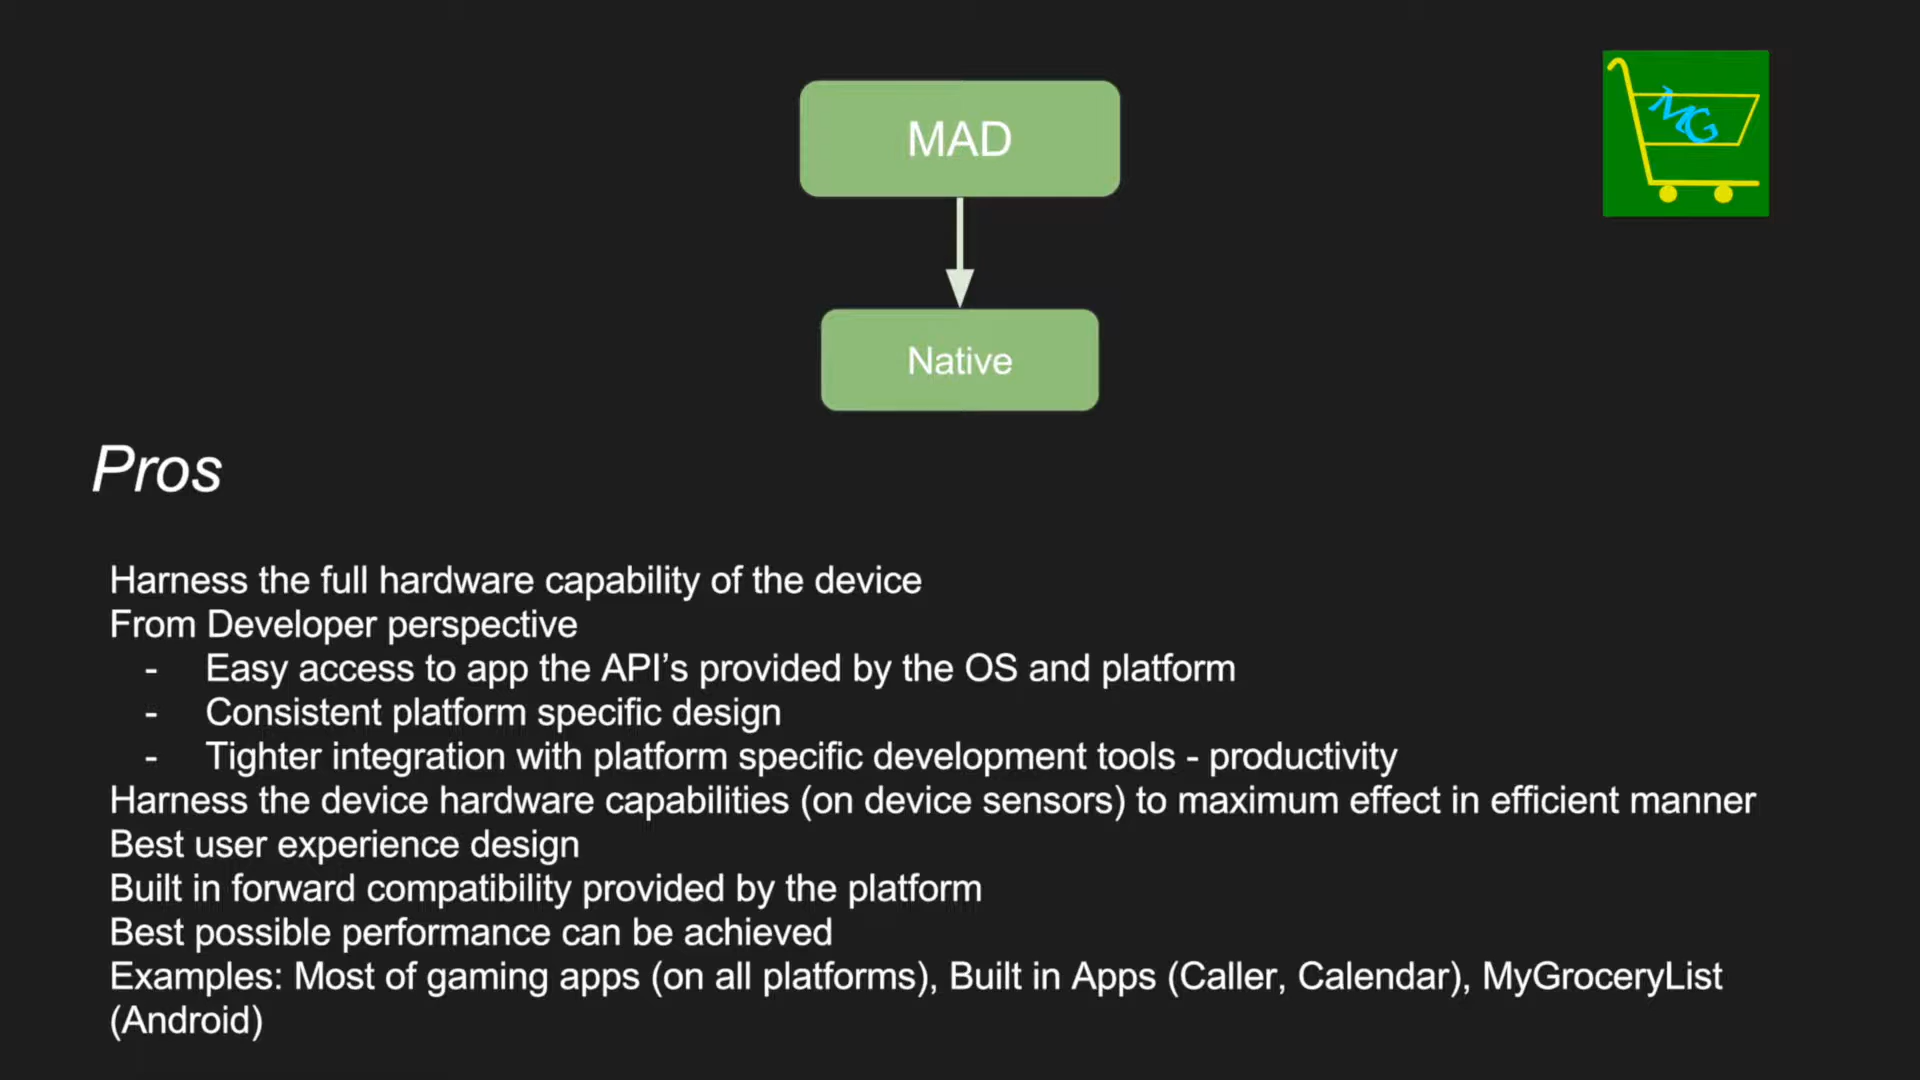 MAD
MG
Native
Pros
Harness the full hardware capability of the device
From Developer perspective
- Easy access to app the API’s provided by the OS and platform
- Consistent platform specific design
- Tighter integration with platform specific development tools - productivity
Harness the device hardware capabilities (on device sensors) to maximum effect in efficient manner
Best user experience design
Built in forward compatibility provided by the platform
Best possible performance can be achieved
Examples: Most of gaming apps (on all platforms), Built in Apps (Caller, Calendar), MyGroceryList
(Android)